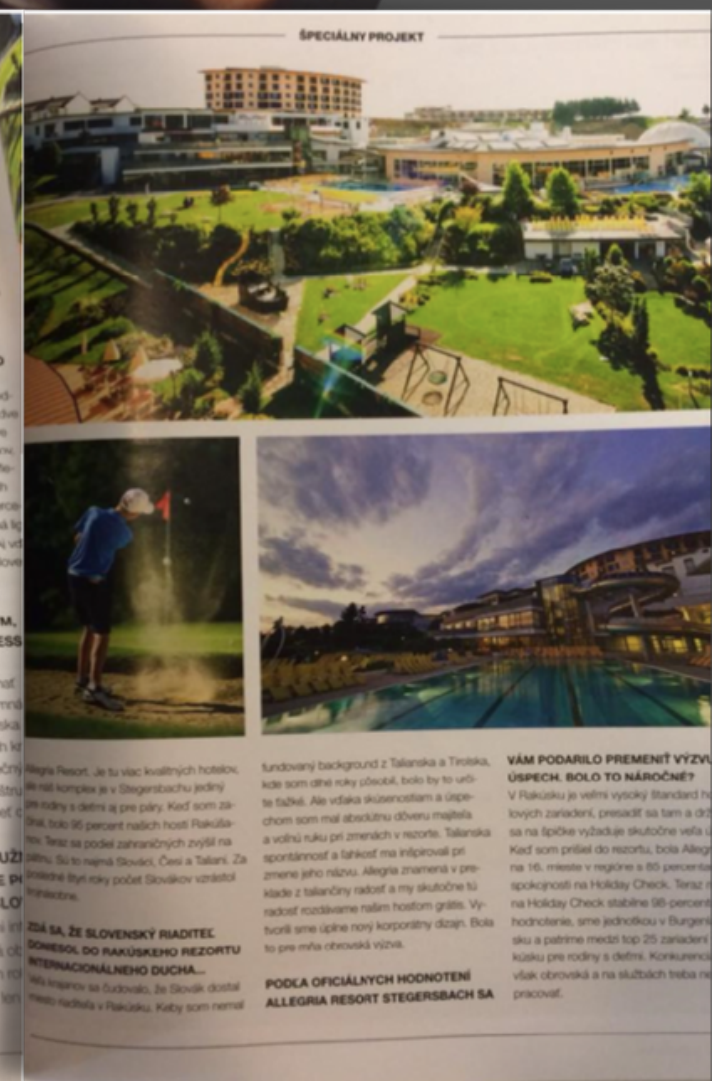 ŠPECIÁLNY PROJEKT
Allegria Resort. Je tu viac kvalitných hotelov,
ale náš komplex je v Stegersbachu jediný
pre rodiny s deťmi aj pre páry. Keď som za-
čínal, bolo 95 percent našich hostí Rakúša-
nov. Teraz sa podiel zahraničných zvýšil na
Sú to najmä Slováci, Česi a Taliani. Za
posledné štyri roky počet Slovákov vzrástol
ZDÁ SA, ŽE SLOVENSKÝ RIADITEĽ
DONIESOL DO RAKÚSKEHO REZORTU
INTERNACIONÁLNEHO DUCHA...
Veľa krajanov sa čudovalo, že Slovák dostal
miesto riaditeľa v Rakúsku. Keby som nemal
fundovaný background z Talianska a Tirolska,
kde som dlhé roky pôsobil, bolo by to urči-
te ťažké. Ale vďaka skúsenostiam a úspe-
chom som mal absolútnu dôveru majiteľa
a voľnú ruku pri zmenách v rezorte. Talianska
spontánnosť a ľahkosť ma inšpirovali pri
zmene jeho názvu. Allegria znamená v pre-
klade z taliančiny radosť a my skutočne tú
radosť rozdávame našim hosťom grátis. Vy-
tvorili sme úplne nový korporátny dizajn. Bola
to pre mňa obrovská výzva.
PODĽA OFICIÁLNYCH HODNOTENÍ
ALLEGRIA RESORT STEGERSBACH SA
VÁM PODARILO PREMENIŤ VÝZVU
ÚSPECH. BOLO TO NÁROČNÉ?
V Rakúsku je veľmi vysoký štandard ho
lových zariadení, presadiť sa tam a drž
sa na špičke vyžaduje skutočne veľa ú
Keď som prišiel do rezortu, bola Allegr
na 16. mieste v regióne s 85 percenta
spokojnosti na Holiday Check. Teraz m
na Holiday Check stabilne 98-percent
hodnotenie, sme jednotkou v Burgen
sku a patríme medzi top 25 zariadení
kúsku pre rodiny s deťmi. Konkurenc
však obrovská a na službách treba ne
pracovať.